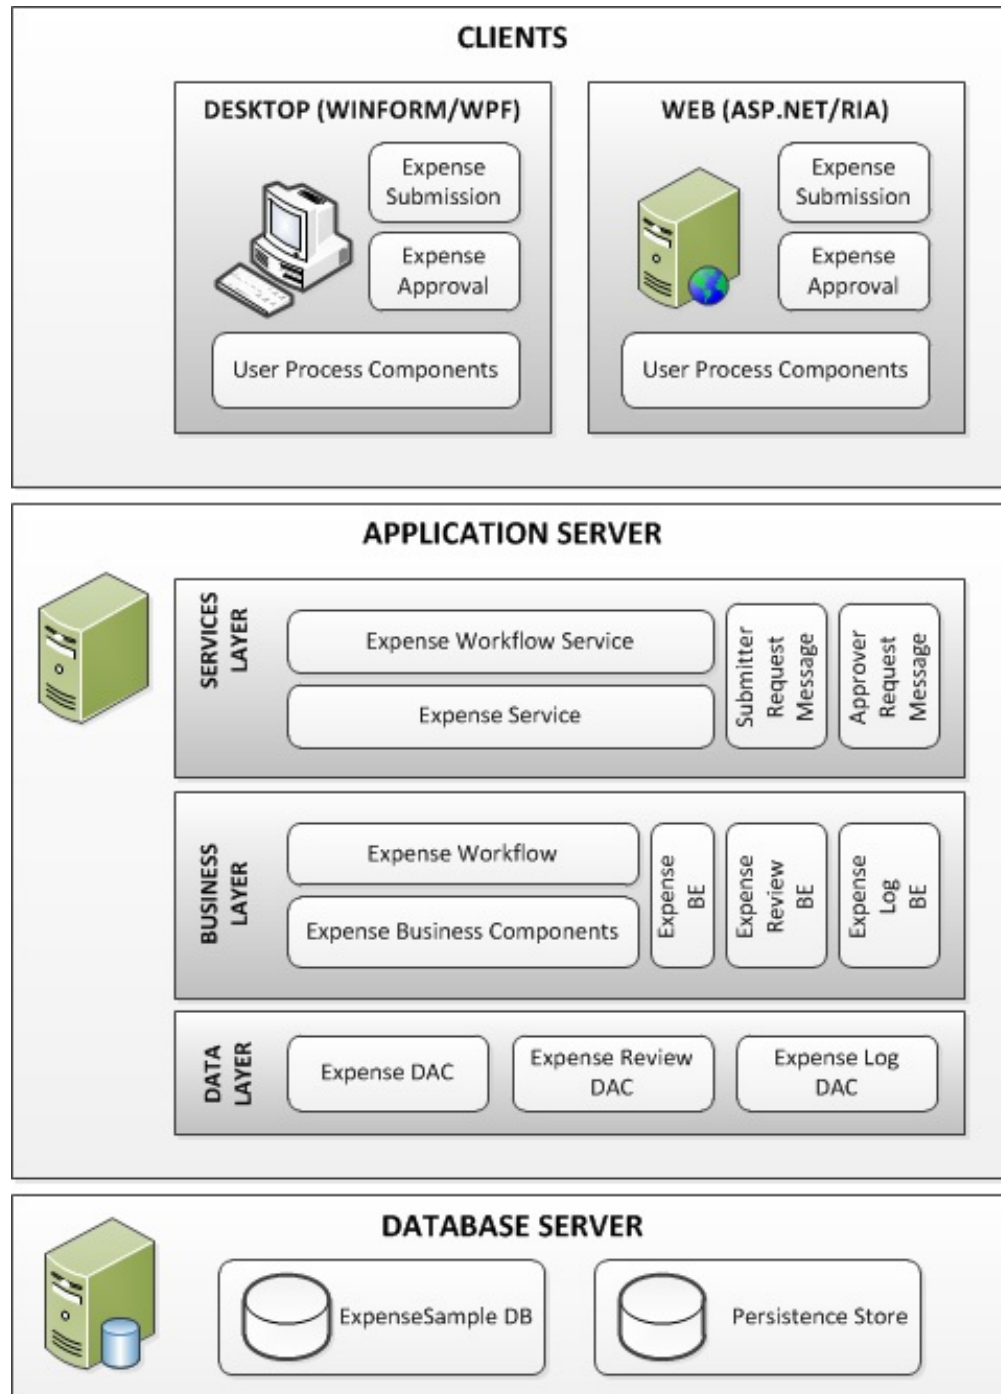 CLIENTS
DESKTOP (WINFORM/WPF)
Expense
Submission
Expense
Approval
User Process Components
WEB (ASP.NET/RIA)
Expense
Submission
Expense
Approval
User Process Components
APPLICATION SERVER
SERVICES
LAYER
Expense Workflow Service
Expense Service
Submitter
Request
Message
Approver
Request
Message
BUSINESS
LAYER
Expense Workflow
Expense Business Components
Expense
BE
Expense
Review
BE
Expense
Log
BE
DATA
LAYER
Expense DAC
Expense Review
DAC
Expense Log
DAC
DATABASE SERVER
ExpenseSample DB
Persistence Store